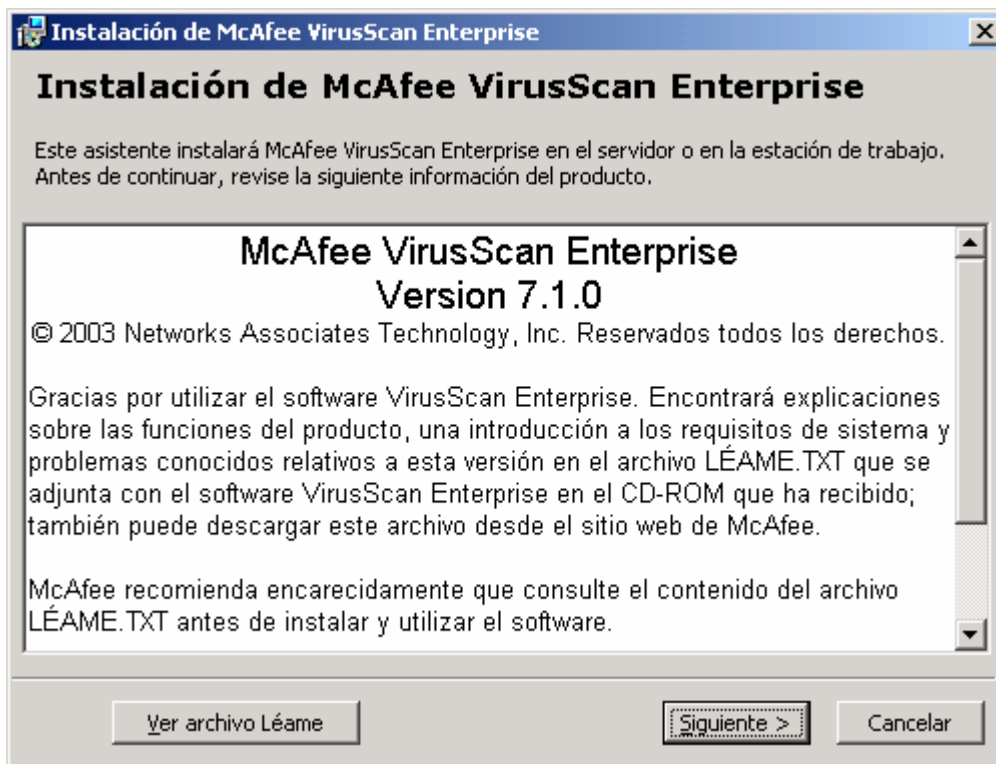 Instalación de McAfee VirusScan Enterprise
Instalación de McAfee VirusScan Enterprise
Este asistente instalará McAfee VirusScan Enterprise en el servidor o en la estación de trabajo.
Antes de continuar, revise la siguiente información del producto.
McAfee VirusScan Enterprise
Version 7.1.0
© 2003 Networks Associates Technology, Inc. Reservados todos los derechos.
Gracias por utilizar el software VirusScan Enterprise. Encontrará explicaciones
sobre las funciones del producto, una introducción a los requisitos de sistema y
problemas conocidos relativos a esta versión en el archivo LÉAME.TXT que se
adjunta con el software VirusScan Enterprise en el CD-ROM que ha recibido;
también puede descargar este archivo desde el sitio web de McAfee.
McAfee recomienda encarecidamente que consulte el contenido del archivo
LÉAME.TXT antes de instalar y utilizar el software.
Ver archivo Léame
Siguiente >
Cancelar